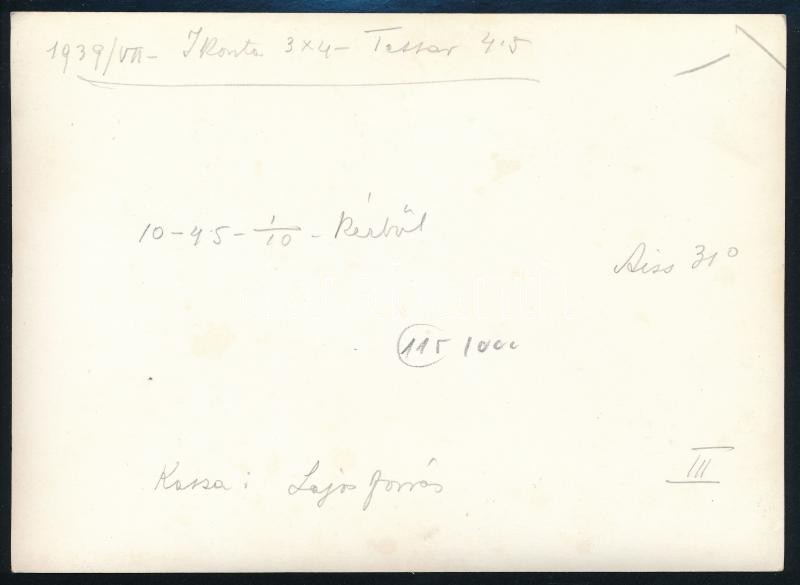 1939/VII - Ikonta 3×4 - Tessar 4.5
10 - 4.5 - 1/10 - Kézből
Aiss 31°
115 1000
Kassa: Lajos forrás
III